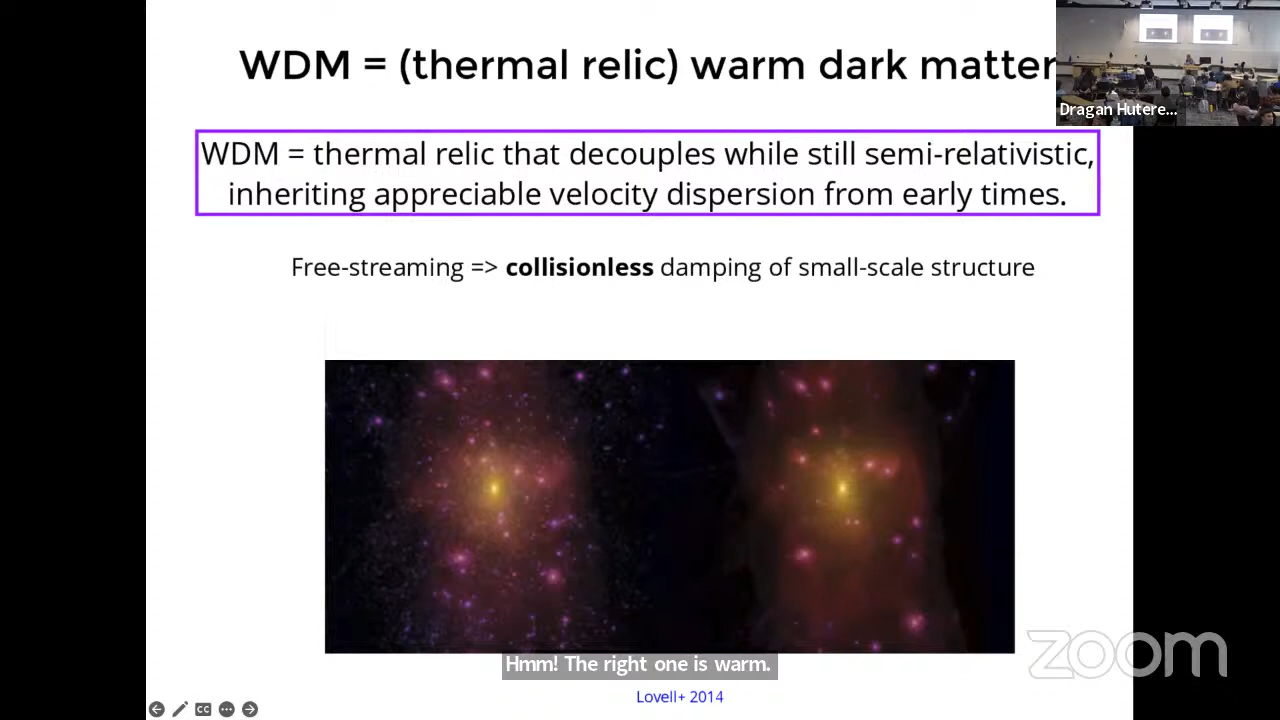 WDM = (thermal relic) warm dark matter
Dragan Hutere...
WDM = thermal relic that decouples while still semi-relativistic,
inheriting appreciable velocity dispersion from early times.
Free-streaming => collisionless damping of small-scale structure
Hmm! The right one is warm.
zoom
Lovell+ 2014
CC